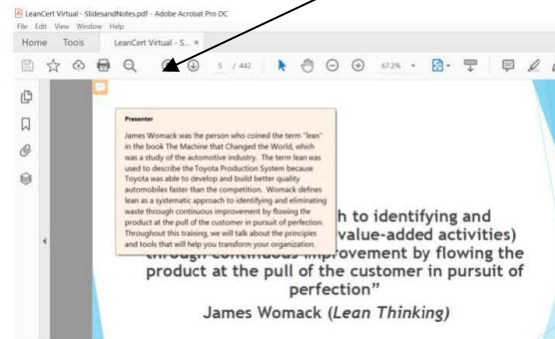 LeanCert Virtual - SlidesandNotes.pdf - Adobe Acrobat Pro DC
File Edit View Window Help
Home Tools LeanCert Virtual - S... ×
5 / 442 67.2%
Presenter
James Womack was the person who coined the term "lean"
in the book The Machine that Changed the World, which
was a study of the automotive industry. The term lean was
used to describe the Toyota Production System because
Toyota was able to develop and build better quality
automobiles faster than the competition. Womack defines
lean as a systematic approach to identifying and eliminating
waste through continuous improvement by flowing the
product at the pull of the customer in pursuit of perfection.
Throughout this training, we will talk about the principles
and tools that will help you transform your organization.
h to identifying and
value-added activities)
through continuous improvement by flowing the
product at the pull of the customer in pursuit of
perfection”
James Womack (Lean Thinking)